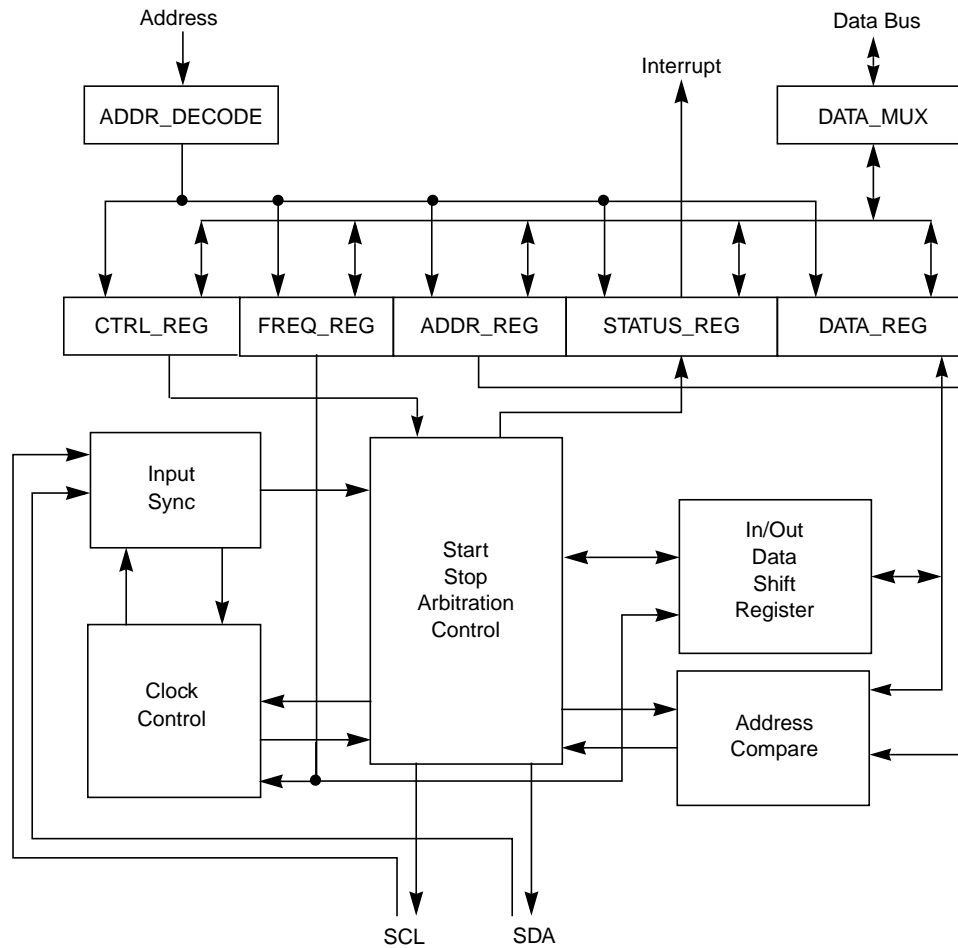 Address
Data Bus
Interrupt
ADDR_DECODE
DATA_MUX
CTRL_REG
FREQ_REG
ADDR_REG
STATUS_REG
DATA_REG
Input
Sync
Start
Stop
Arbitration
Control
In/Out
Data
Shift
Register
Clock
Control
Address
Compare
SCL
SDA